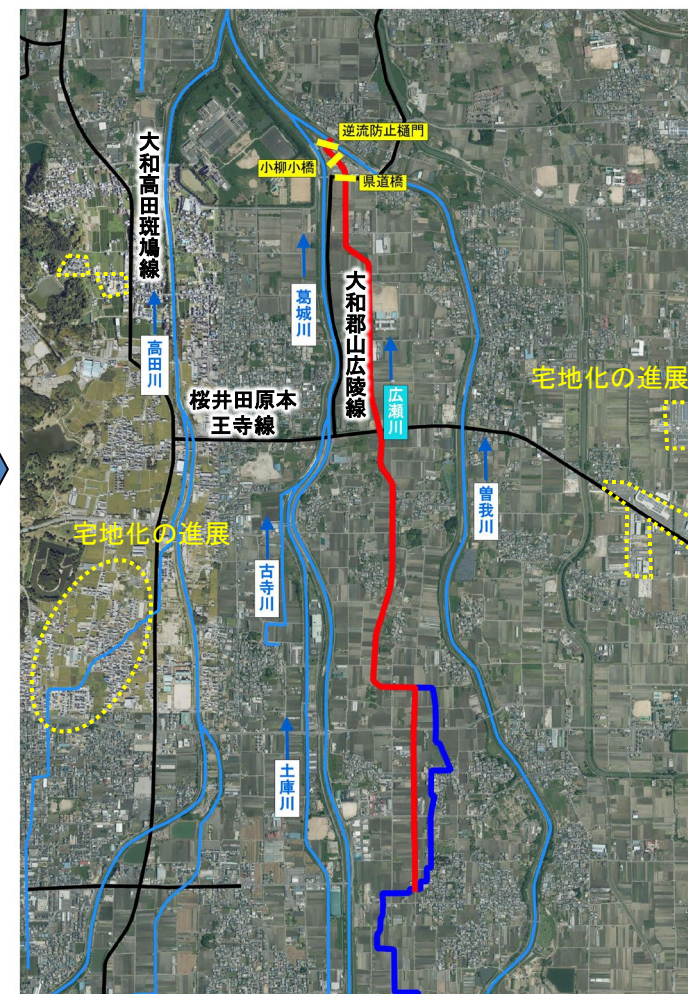 逆流防止樋門
小柳小橋
県道橋
大和高田斑鳩線
葛城川
大和郡山広陵線
高田川
広瀬川
宅地化の進展
桜井田原本
王寺線
曽我川
宅地化の進展
古寺川
土庫川